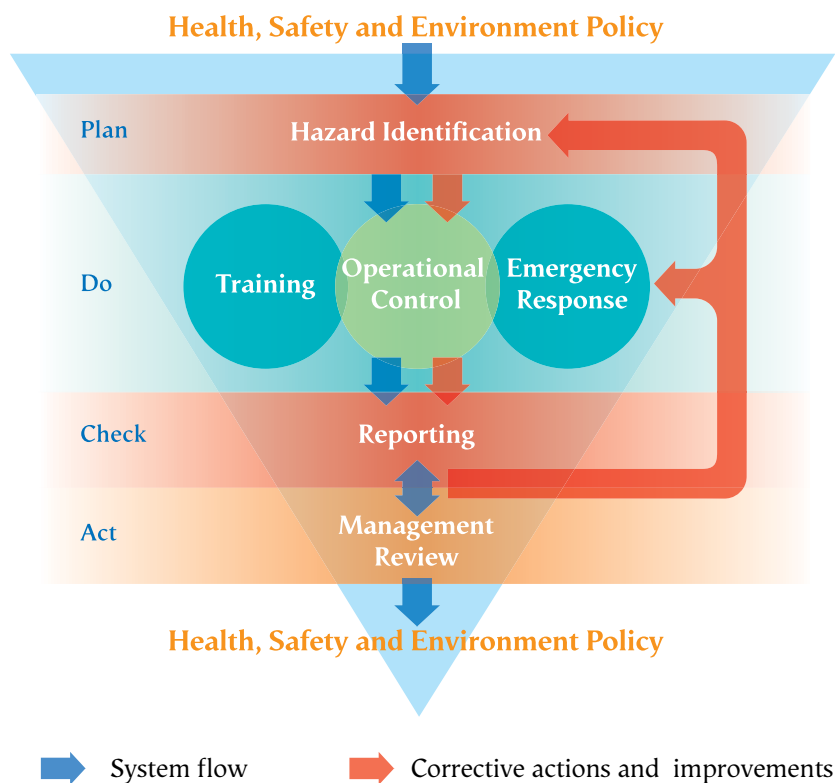 Health, Safety and Environment Policy
Plan
Hazard Identification
Do
Training
Operational
Control
Emergency
Response
Check
Reporting
Act
Management
Review
Health, Safety and Environment Policy
System flow
Corrective actions and improvements